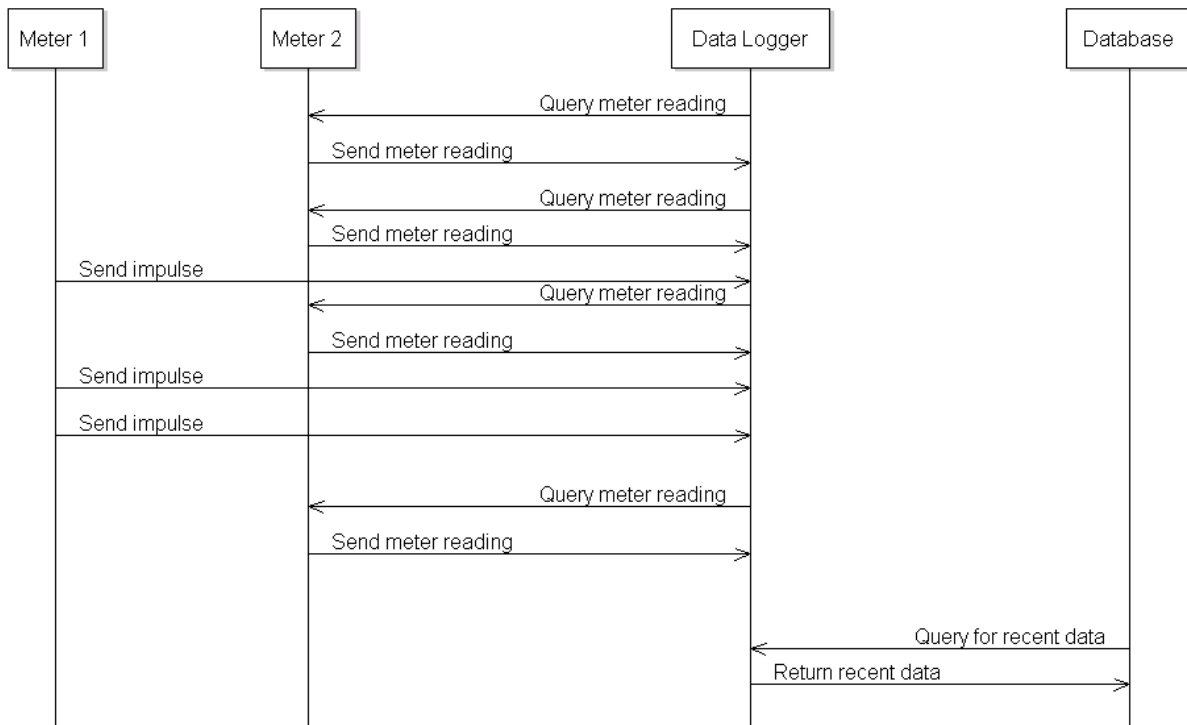 Meter 1
Meter 2
Data Logger
Database
Query meter reading
Send meter reading
Query meter reading
Send meter reading
Send impulse
Query meter reading
Send meter reading
Send impulse
Send impulse
Query meter reading
Send meter reading
Query for recent data
Return recent data